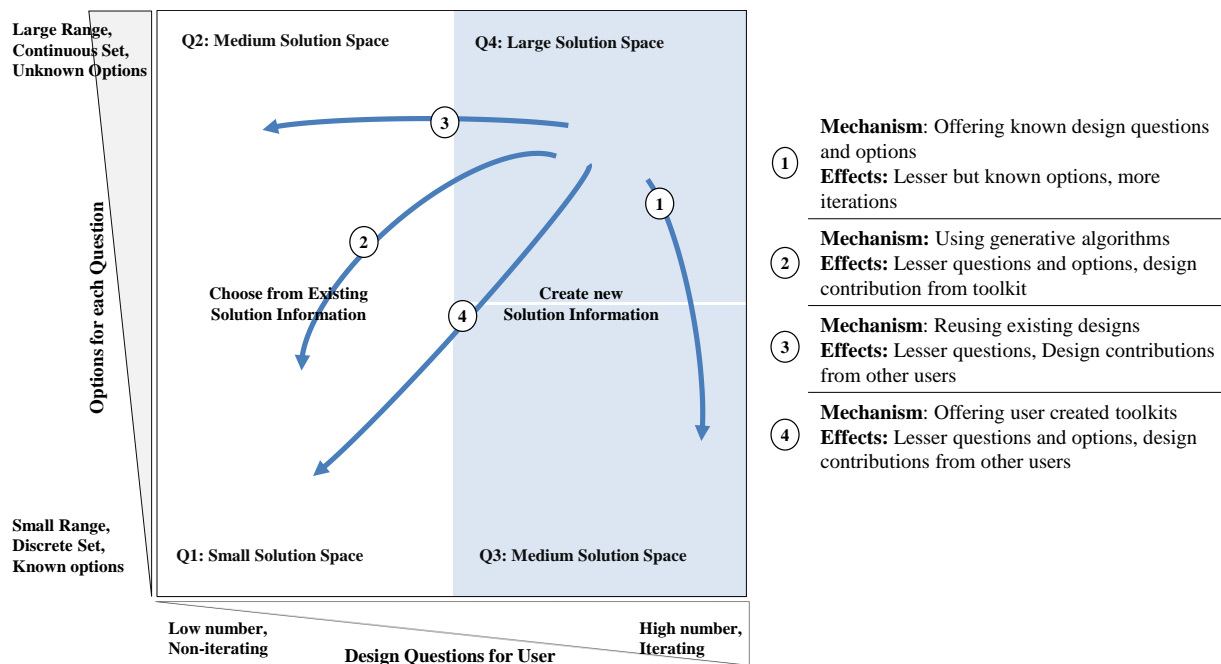 Large Range,
Continuous Set,
Unknown Options
Q2: Medium Solution Space
Q4: Large Solution Space
3
1
2
4
Choose from Existing
Solution Information
Create new
Solution Information
Options for each Question
Small Range,
Discrete Set,
Known options
Q1: Small Solution Space
Q3: Medium Solution Space
Low number,
Non-iterating
High number,
Iterating
Design Questions for User
1
Mechanism: Offering known design questions
and options
Effects: Lesser but known options, more
iterations
2
Mechanism: Using generative algorithms
Effects: Lesser questions and options, design
contribution from toolkit
3
Mechanism: Reusing existing designs
Effects: Lesser questions, Design contributions
from other users
4
Mechanism: Offering user created toolkits
Effects: Lesser questions and options, design
contributions from other users